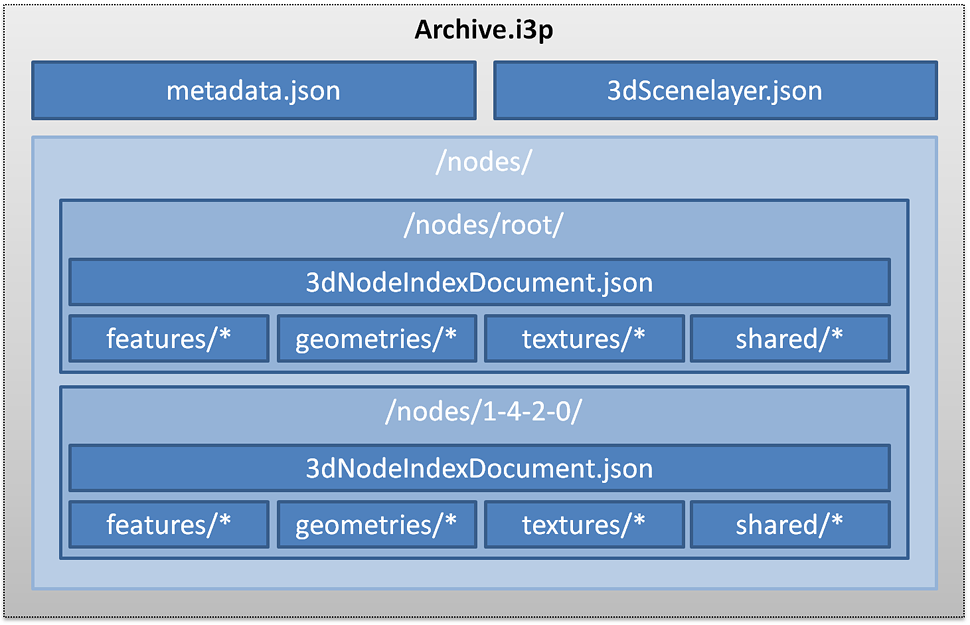 Archive.i3p
metadata.json
3dScenelayer.json
/nodes/
/nodes/root/
3dNodeIndexDocument.json
features/*
geometries/*
textures/*
shared/*
/nodes/1-4-2-0/
3dNodeIndexDocument.json
features/*
geometries/*
textures/*
shared/*